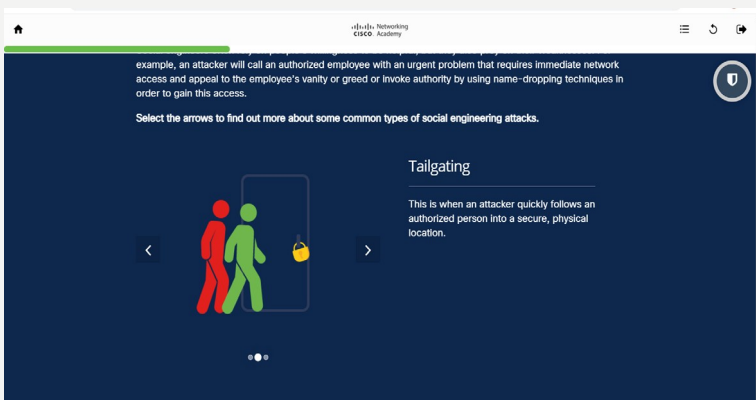 Networking
CISCO Academy
example, an attacker will call an authorized employee with an urgent problem that requires immediate network
access and appeal to the employee's vanity or greed or invoke authority by using name-dropping techniques in
order to gain this access.
Select the arrows to find out more about some common types of social engineering attacks.
Tailgating
This is when an attacker quickly follows an
authorized person into a secure, physical
location.